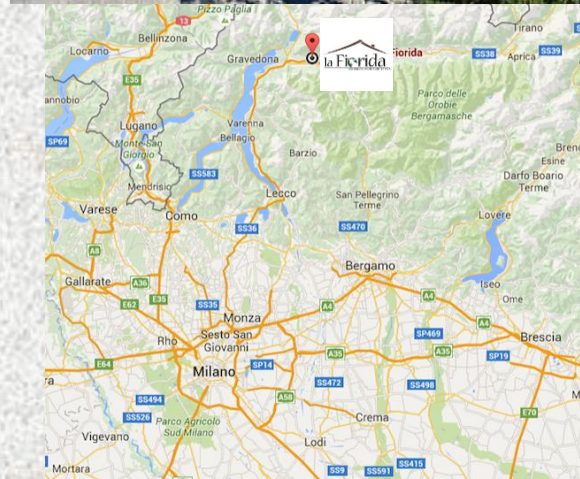 Pizzo Paglia
13
Tirano
Locarno
Bellinzona
Gravedona
la Fiorida
Fiorida
SS38
Aprica
SS39
E35
Parco delle
Orobie
Bergamasche
annobio
Lugano
Varenna
SP69
Monte San
Giorgio
Bellagio
Barzio
Bren
Esine
Darfo Boario
Terme
Mendrisio
SS583
Lecco
San Pellegrino
Terme
Varese
Como
Lovere
SS36
SS470
A8
Bergamo
Gallarate
A36
Iseo
E62
E35
SS35
A4
A4
Ome
Monza
A4
Rho
Sesto San
Giovanni
SP469
Brescia
E64
A35
A35
SP19
ra
Milano
SP14
SS472
SS498
SS494
A58
E70
SS526
Parco Agricolo
Sud Milano
Crema
M
Vigevano
Lodi
Mortara
SS9
SS591
SS415